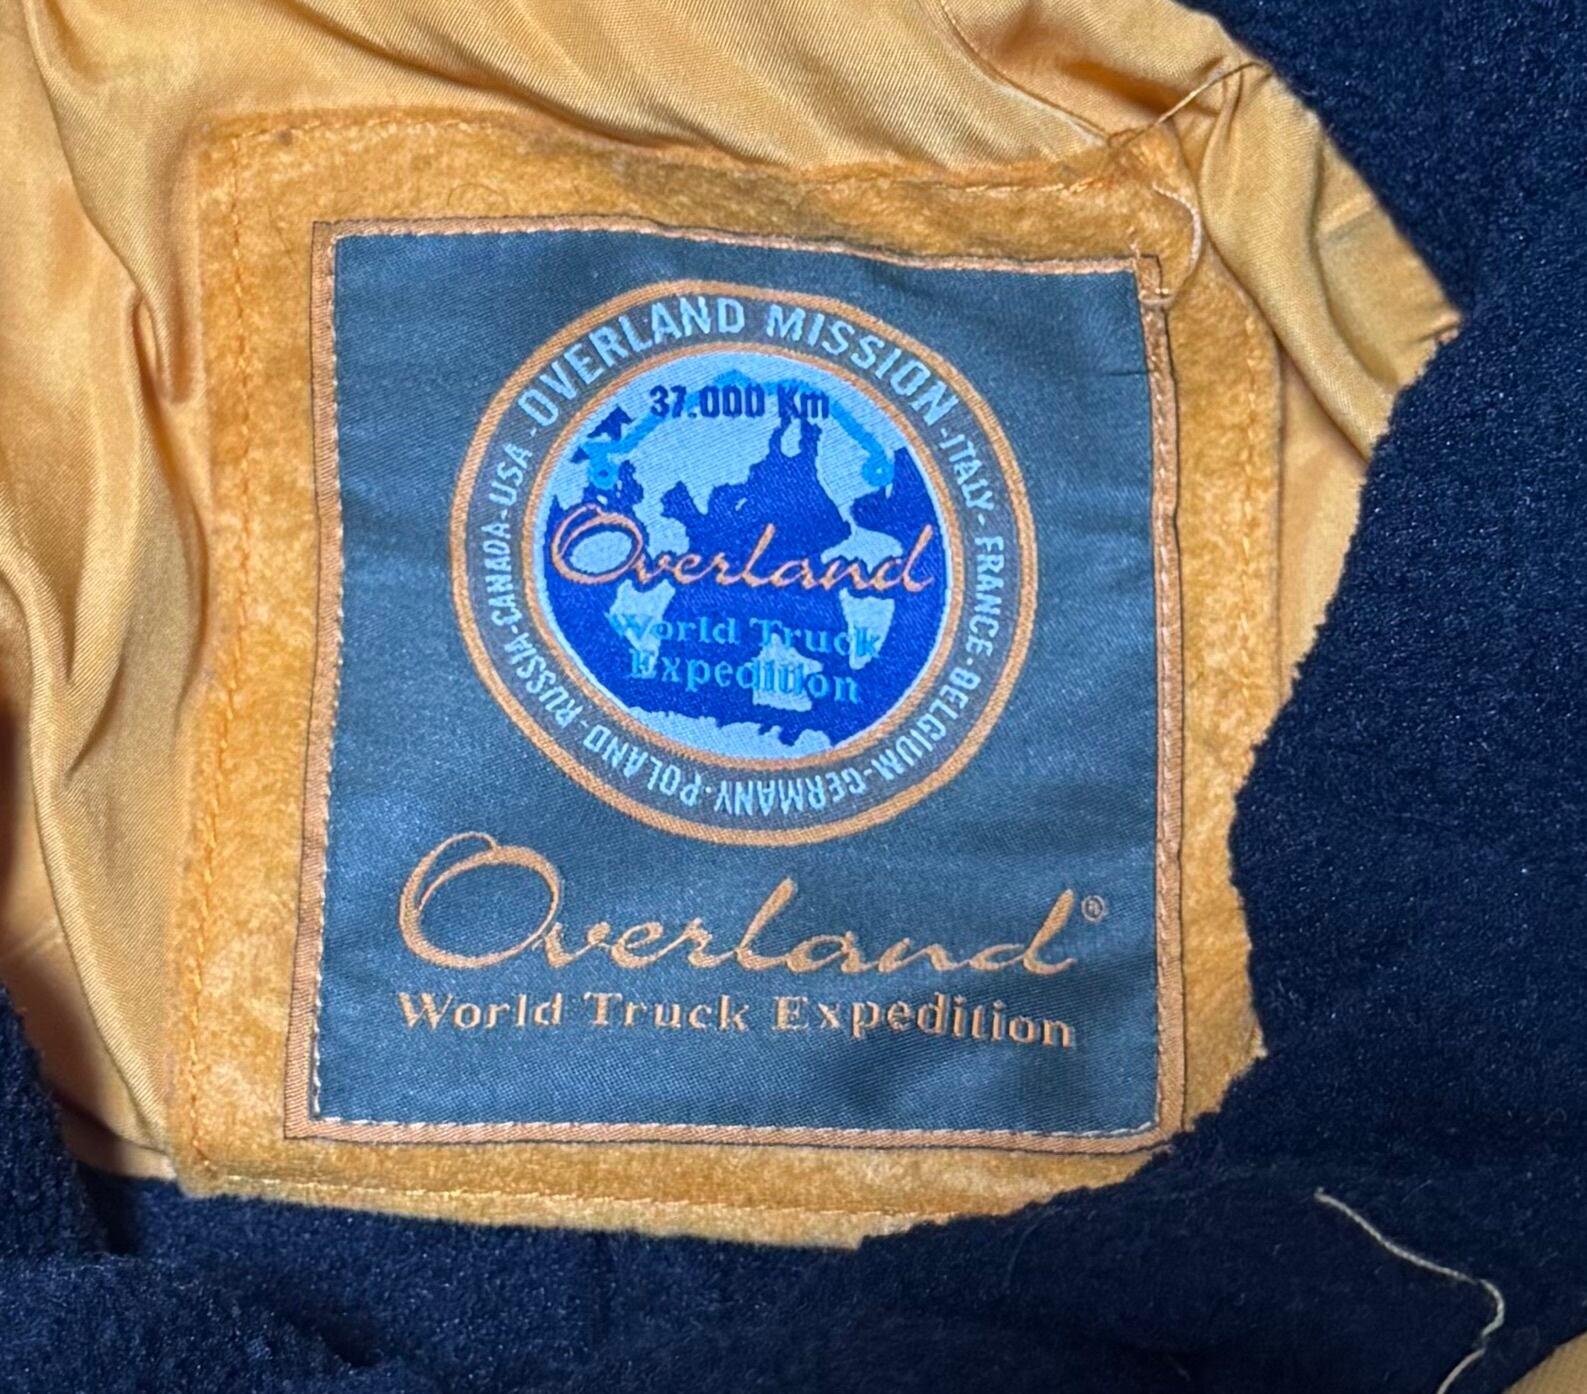 OVERLAND MISSION -ITALY- FRANCE-BELGIUM-GERMANY-POLAND-RUSSIA-CANADA-USA -
37.000 Km
Overland
World Truck
Expedition
Overland®
World Truck Expedition